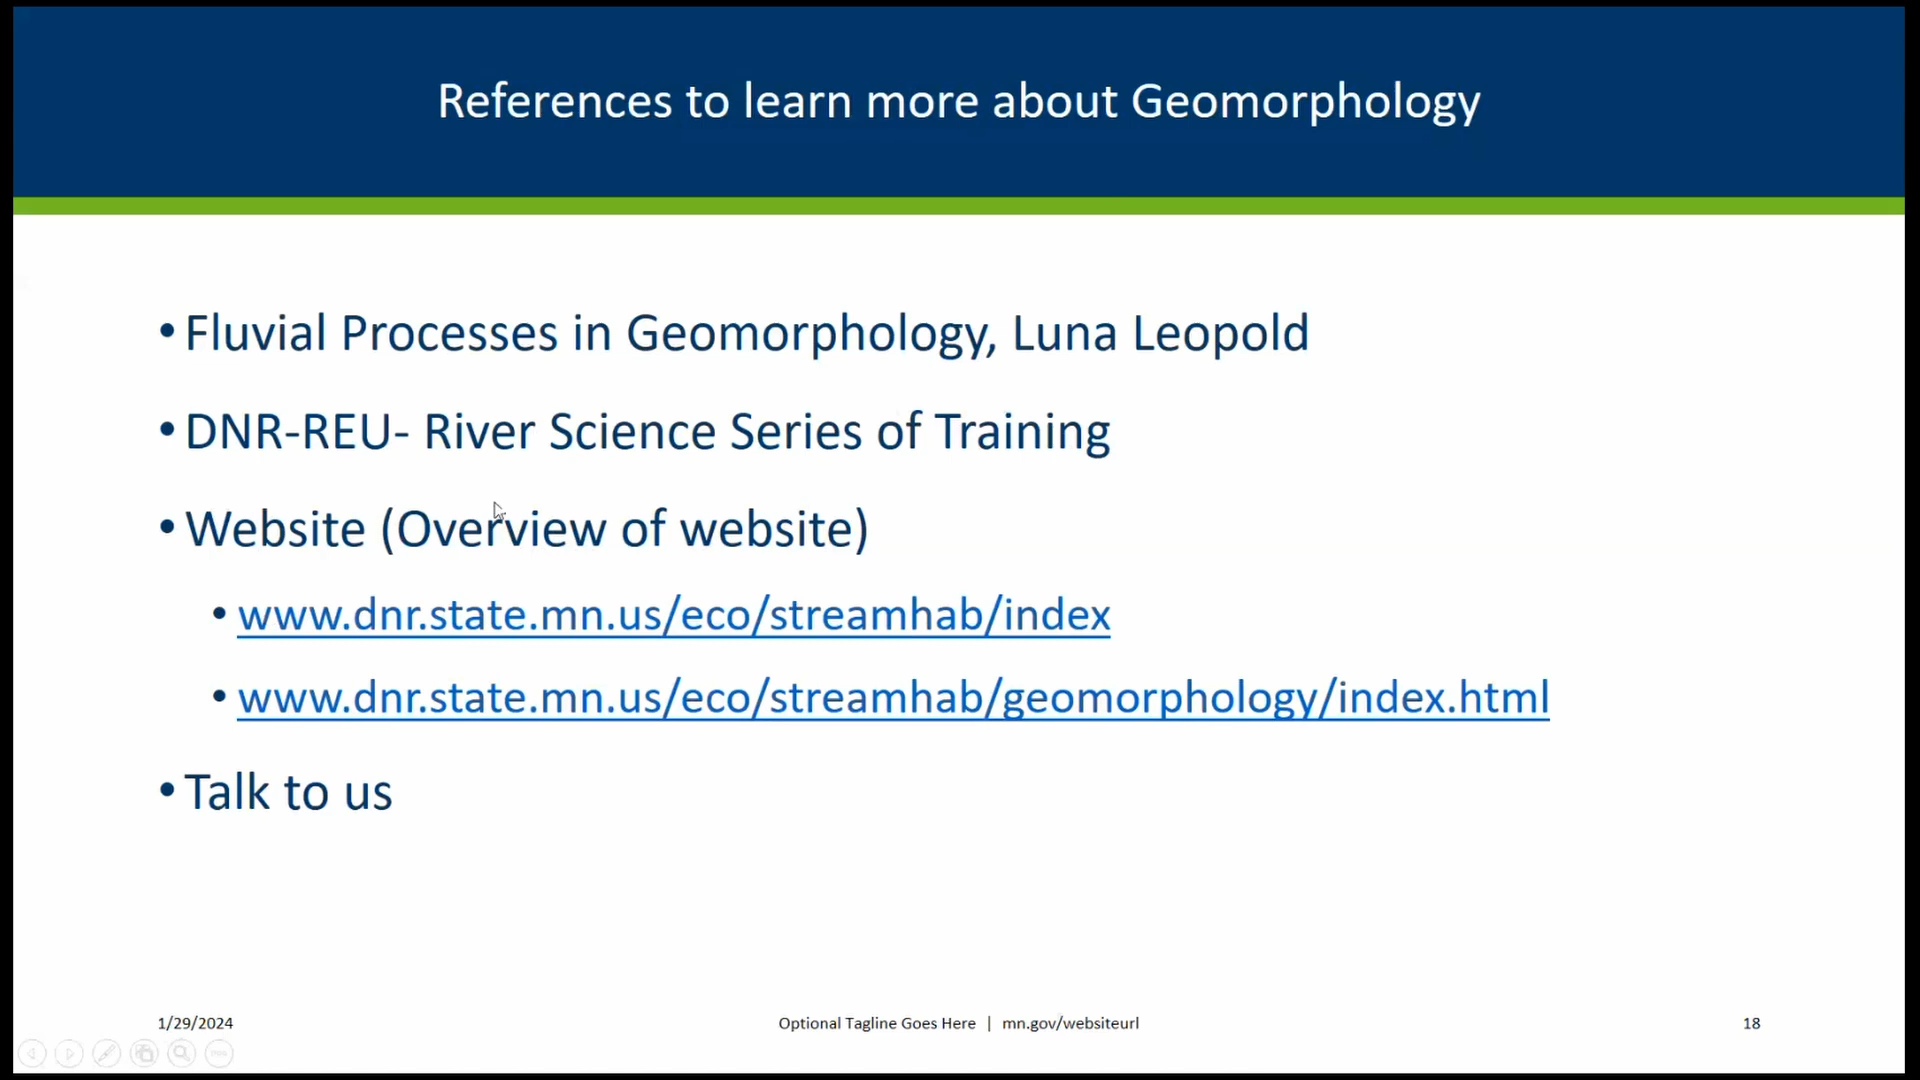 References to learn more about Geomorphology
• Fluvial Processes in Geomorphology, Luna Leopold
• DNR-REU- River Science Series of Training
• Website (Overview of website)
• www.dnr.state.mn.us/eco/streamhab/index
• www.dnr.state.mn.us/eco/streamhab/geomorphology/index.html
• Talk to us
1/29/2024
Optional Tagline Goes Here | mn.gov/websiteurl
18